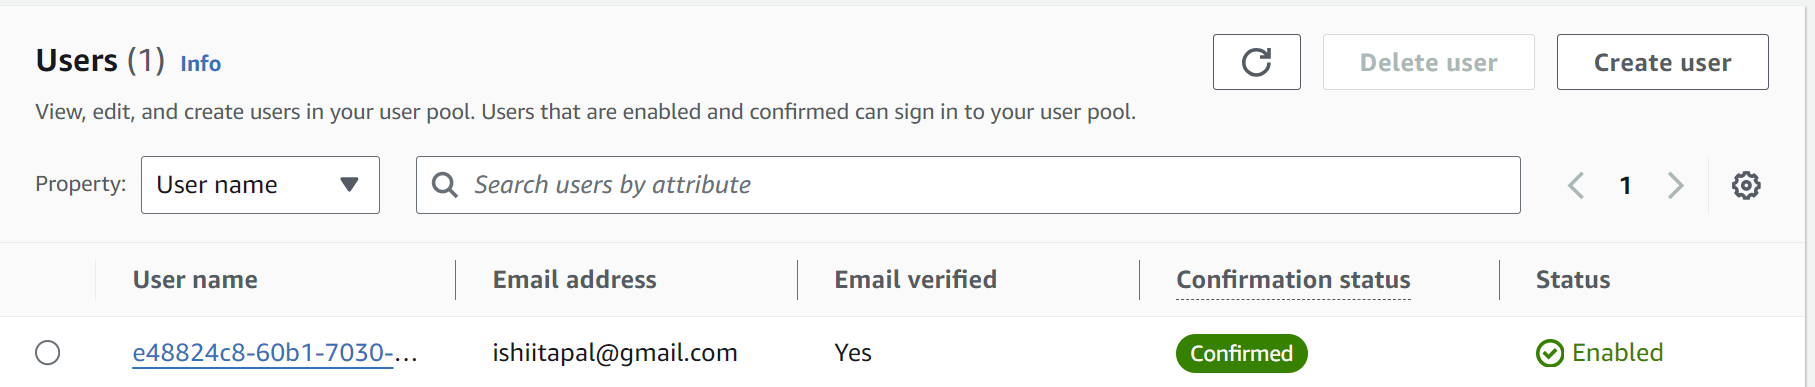 Users (1) Info
Delete user
Create user
View, edit, and create users in your user pool. Users that are enabled and confirmed can sign in to your user pool.
Property: User name Search users by attribute 1
User name Email address Email verified Confirmation status Status
e48824c8-60b1-7030-... ishiitapal@gmail.com Yes Confirmed Enabled